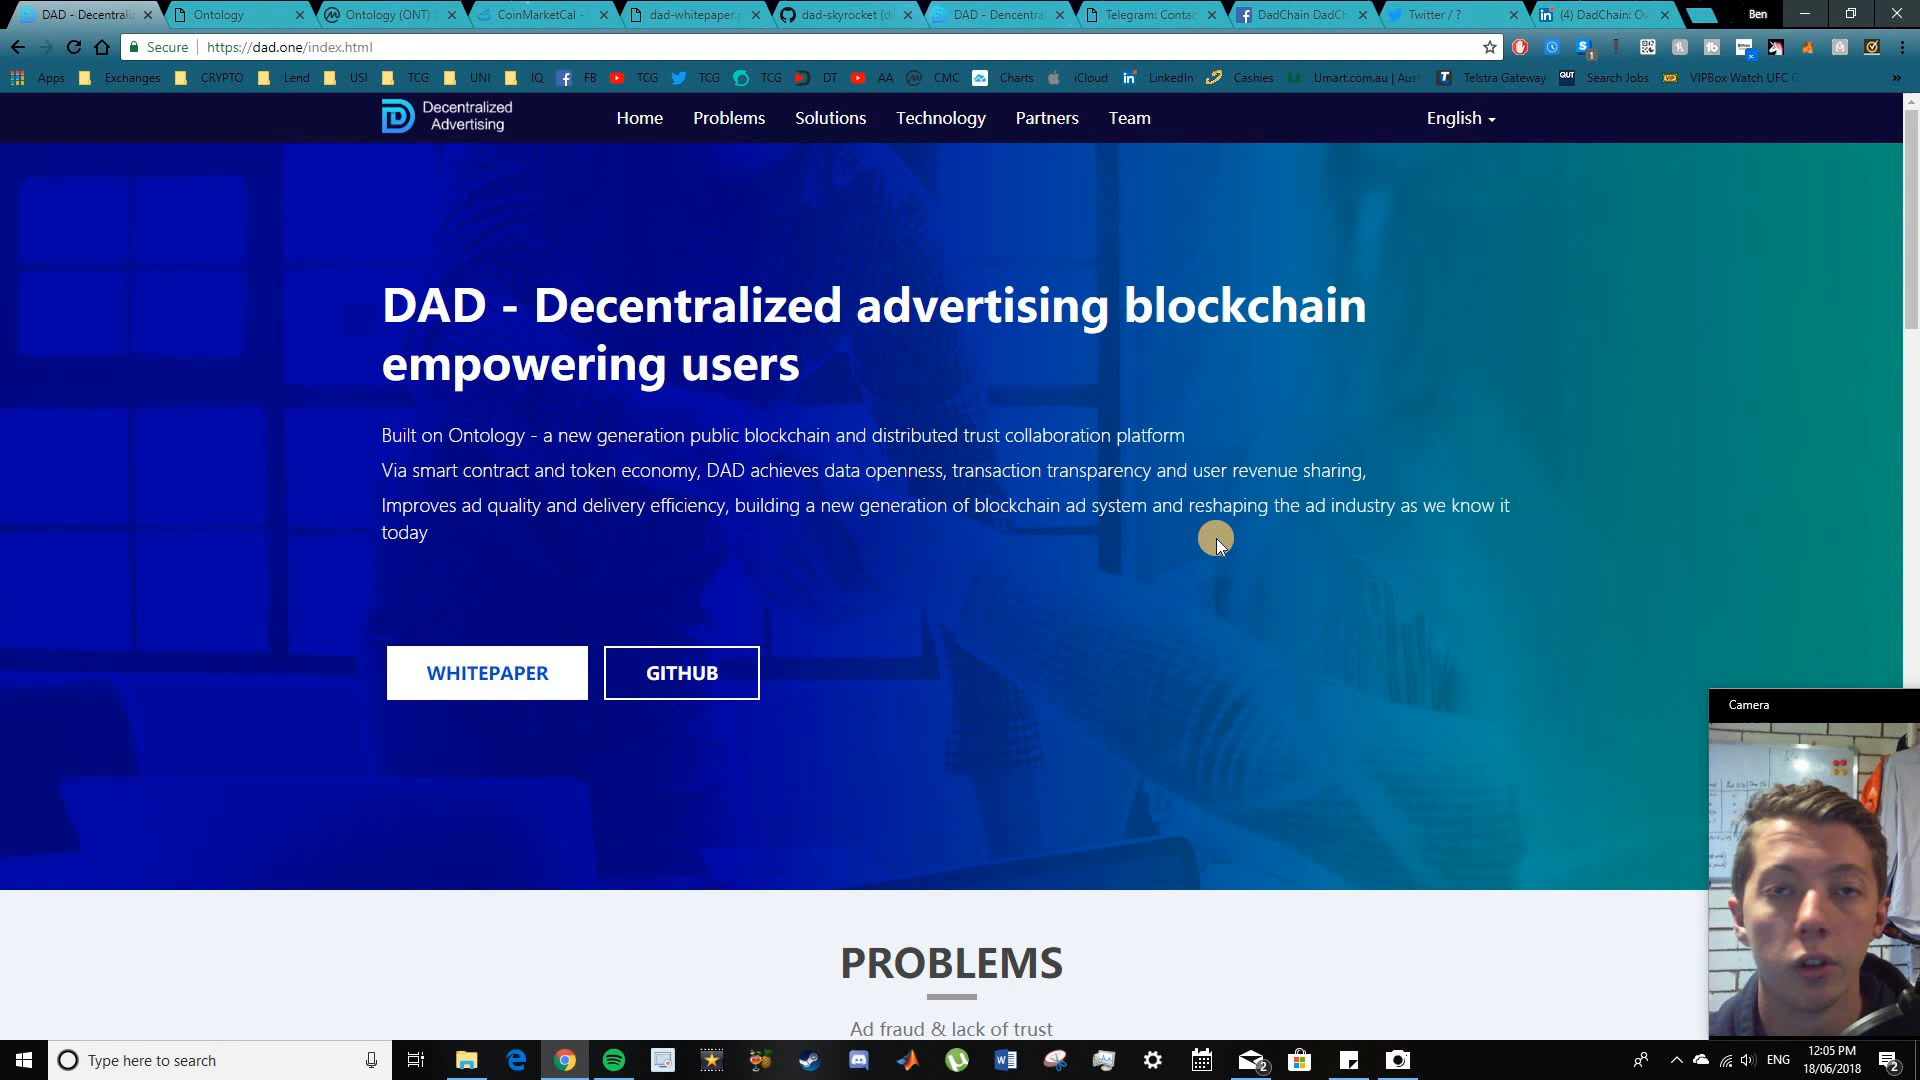 DAD - Decentrali
Ontology
Ontology (ONT)
CoinMarketCal -
dad-whitepaper.p
dad-skyrocket (d
DAD - Dencentra
Telegram: Contac
DadChain DadCh
Twitter / ?
(4) DadChain: Ov
Ben
Secure
https://dad.one/index.html
Apps
Exchanges
CRYPTO
Lend
USI
TCG
UNI
IQ
FB
TCG
TCG
TCG
DT
AA
CMC
Charts
iCloud
LinkedIn
Cashies
Umart.com.au | Aus
Telstra Gateway
Search Jobs
VIPBox Watch UFC
Decentralized
Advertising
Home
Problems
Solutions
Technology
Partners
Team
English
DAD - Decentralized advertising blockchain
empowering users
Built on Ontology - a new generation public blockchain and distributed trust collaboration platform
Via smart contract and token economy, DAD achieves data openness, transaction transparency and user revenue sharing,
Improves ad quality and delivery efficiency, building a new generation of blockchain ad system and reshaping the ad industry as we know it
today
WHITEPAPER
GITHUB
Camera
PROBLEMS
Ad fraud & lack of trust
Type here to search
ENG
12:05 PM
18/06/2018